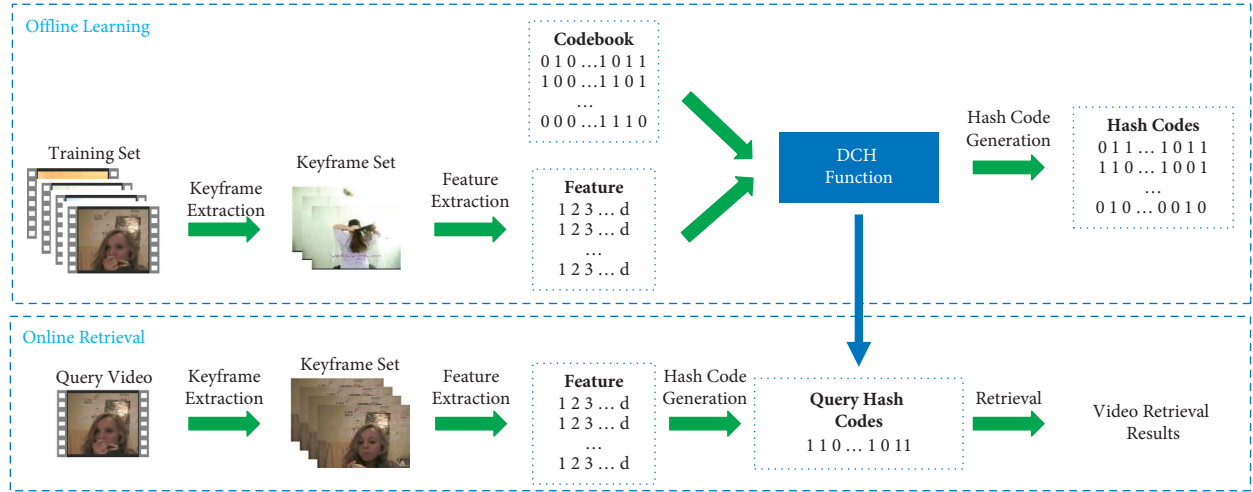 Offline Learning
Training Set
Keyframe
Extraction
Keyframe Set
Feature
Extraction
Codebook
0 1 0 ... 1 0 1 1
1 0 0 ... 1 1 0 1
...
0 0 0 ... 1 1 1 0
Feature
1 2 3 ... d
1 2 3 ... d
...
1 2 3 ... d
DCH
Function
Hash Code
Generation
Hash Codes
0 1 1 ... 1 0 1 1
1 1 0 ... 1 0 0 1
...
0 1 0 ... 0 0 1 0
Online Retrieval
Query Video
Keyframe
Extraction
Keyframe Set
Feature
Extraction
Feature
1 2 3 ... d
1 2 3 ... d
...
1 2 3 ... d
Hash Code
Generation
Query Hash
Codes
1 1 0 ... 1 0 11
Retrieval
Video Retrieval
Results